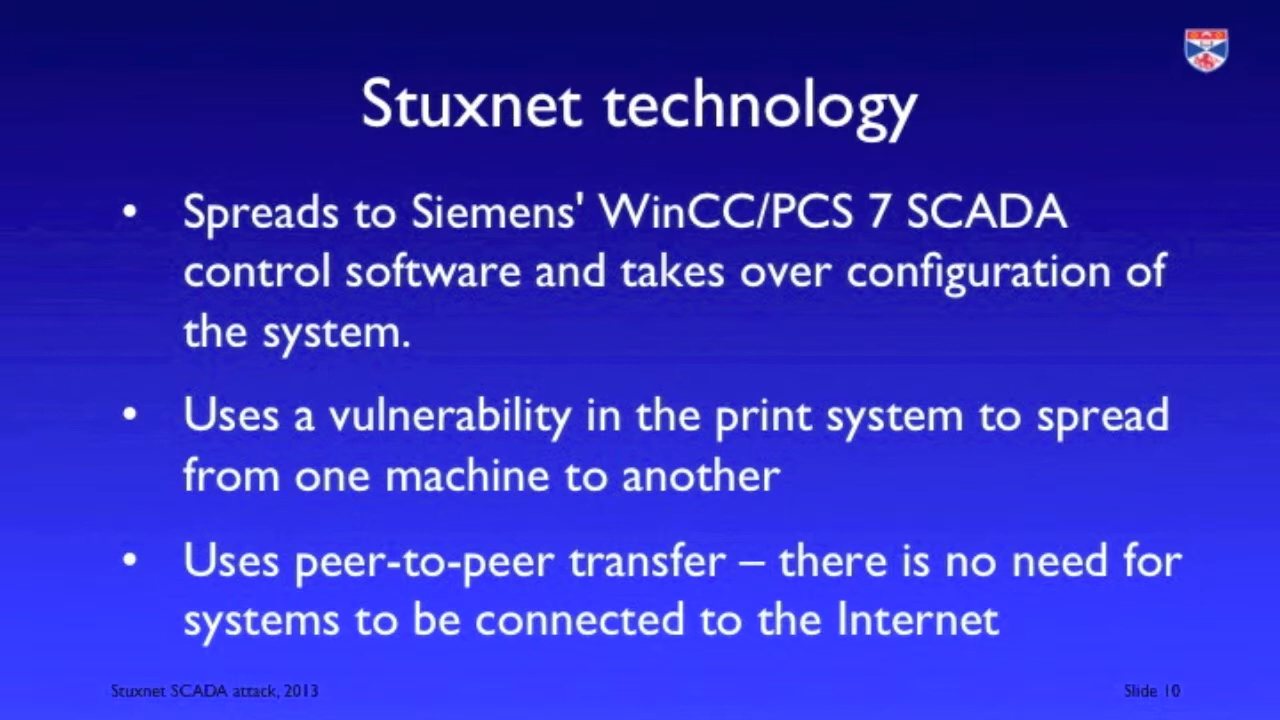 Stuxnet technology
• Spreads to Siemens' WinCC/PCS 7 SCADA
control software and takes over configuration of
the system.
• Uses a vulnerability in the print system to spread
from one machine to another
• Uses peer-to-peer transfer – there is no need for
systems to be connected to the Internet
Stuxnet SCADA attack, 2013
Slide 10